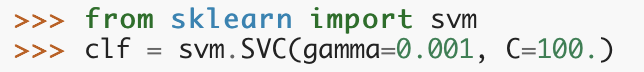 >>> from sklearn import svm
>>> clf = svm.SVC(gamma=0.001, C=100.)